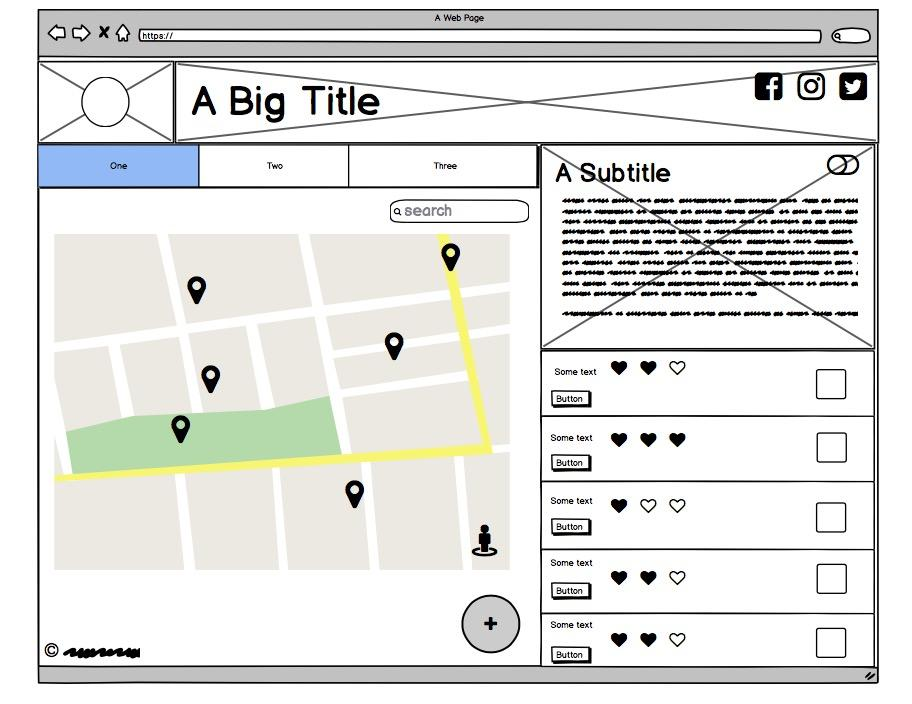 A Web Page
https://
A Big Title
One
Two
Three
search
A Subtitle
Some text
Button
Some text
Button
Some text
Button
Some text
Button
Some text
Button
+
©